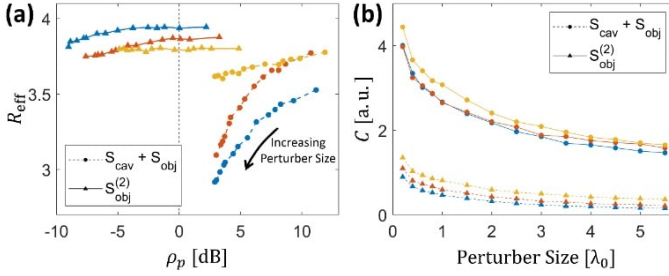 (a)
4
3.5
3
R_eff
Increasing
Perturber Size
S_cav + S_obj
S_obj^(2)
-10 -5 0 5 10
ρ_p [dB]
(b)
S_cav + S_obj
S_obj^(2)
4
2
0
C [a. u.]
0 1 2 3 4 5
Perturber Size [λ_0]